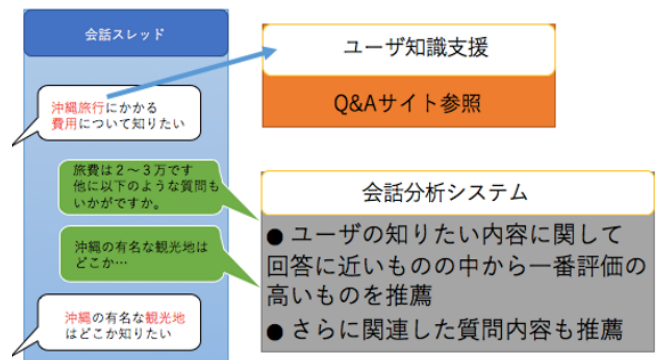 会話スレッド
沖縄旅行にかかる
費用について知りたい
旅費は２～３万です
他に以下のような質問も
いかがですか。
沖縄の有名な観光地は
どこか…
沖縄の有名な観光地
はどこか知りたい
ユーザ知識支援
Q&Aサイト参照
会話分析システム
● ユーザの知りたい内容に関して
回答に近いものの中から一番評価の
高いものを推薦
● さらに関連した質問内容も推薦